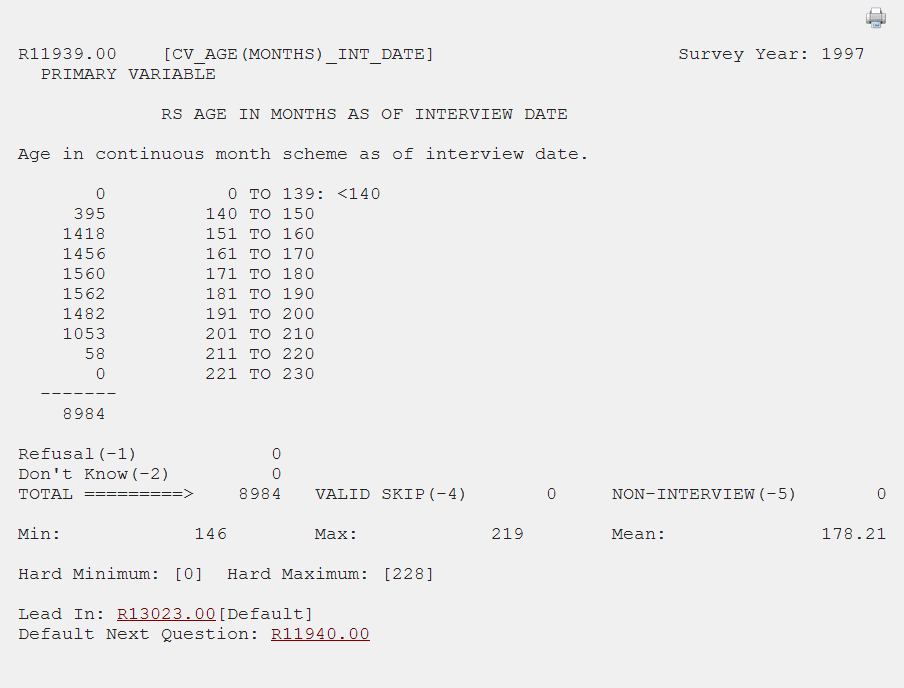 R11939.00 [CV_AGE(MONTHS)_INT_DATE] Survey Year: 1997
PRIMARY VARIABLE
RS AGE IN MONTHS AS OF INTERVIEW DATE
Age in continuous month scheme as of interview date.
0 0 TO 139: <140
395 140 TO 150
1418 151 TO 160
1456 161 TO 170
1560 171 TO 180
1562 181 TO 190
1482 191 TO 200
1053 201 TO 210
58 211 TO 220
0 221 TO 230
-------
8984
Refusal(-1) 0
Don't Know(-2) 0
TOTAL =========> 8984 VALID SKIP(-4) 0 NON-INTERVIEW(-5) 0
Min: 146 Max: 219 Mean: 178.21
Hard Minimum: [0] Hard Maximum: [228]
Lead In: R13023.00[Default]
Default Next Question: R11940.00